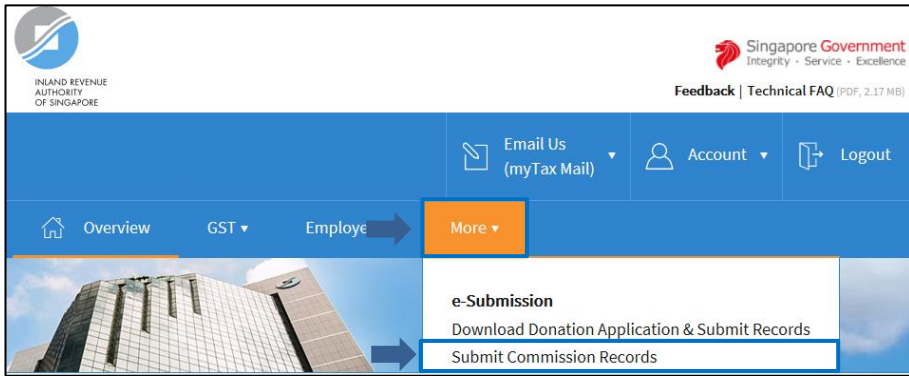 INLAND REVENUE
AUTHORITY
OF SINGAPORE
Singapore Government
Integrity · Service · Excellence
Feedback | Technical FAQ (PDF, 2.17 MB)
Email Us
(myTax Mail)
Account
Logout
Overview GST More
e-Submission
Download Donation Application & Submit Records
Submit Commission Records